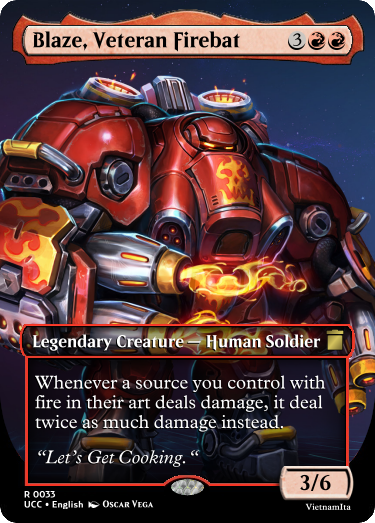 Blaze, Veteran Firebat 3
Legendary Creature — Human Soldier
Whenever a source you control with
fire in their art deals damage, it deal
twice as much damage instead.
“Let's Get Cooking.“
3/6
R 0033
UCC • English OSCAR VEGA
VietnamIta